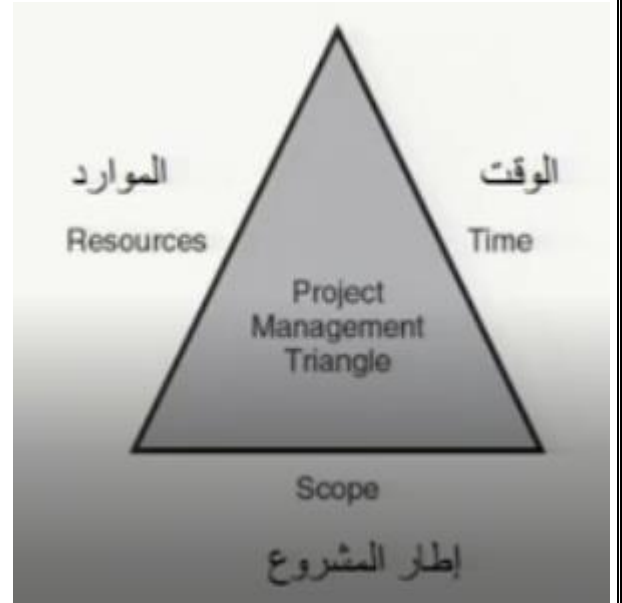 الموارد
Resources
الوقت
Time
Project
Management
Triangle
Scope
إطار المشروع